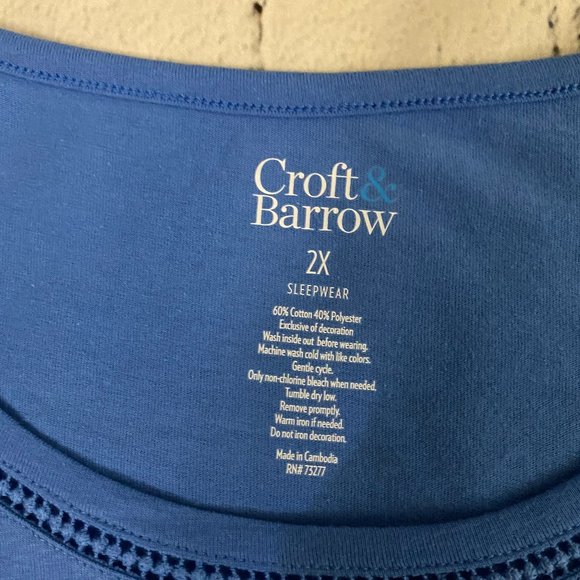 Croft&
Barrow
2X
SLEEPWEAR
60% Cotton 40% Polyester
Exclusive of decoration
Wash inside out before wearing.
Machine wash cold with like colors.
Gentle cycle.
Only non-chlorine bleach when needed.
Tumble dry low.
Remove promptly.
Warm iron if needed.
Do not iron decoration.
Made in Cambodia
RN# 73277